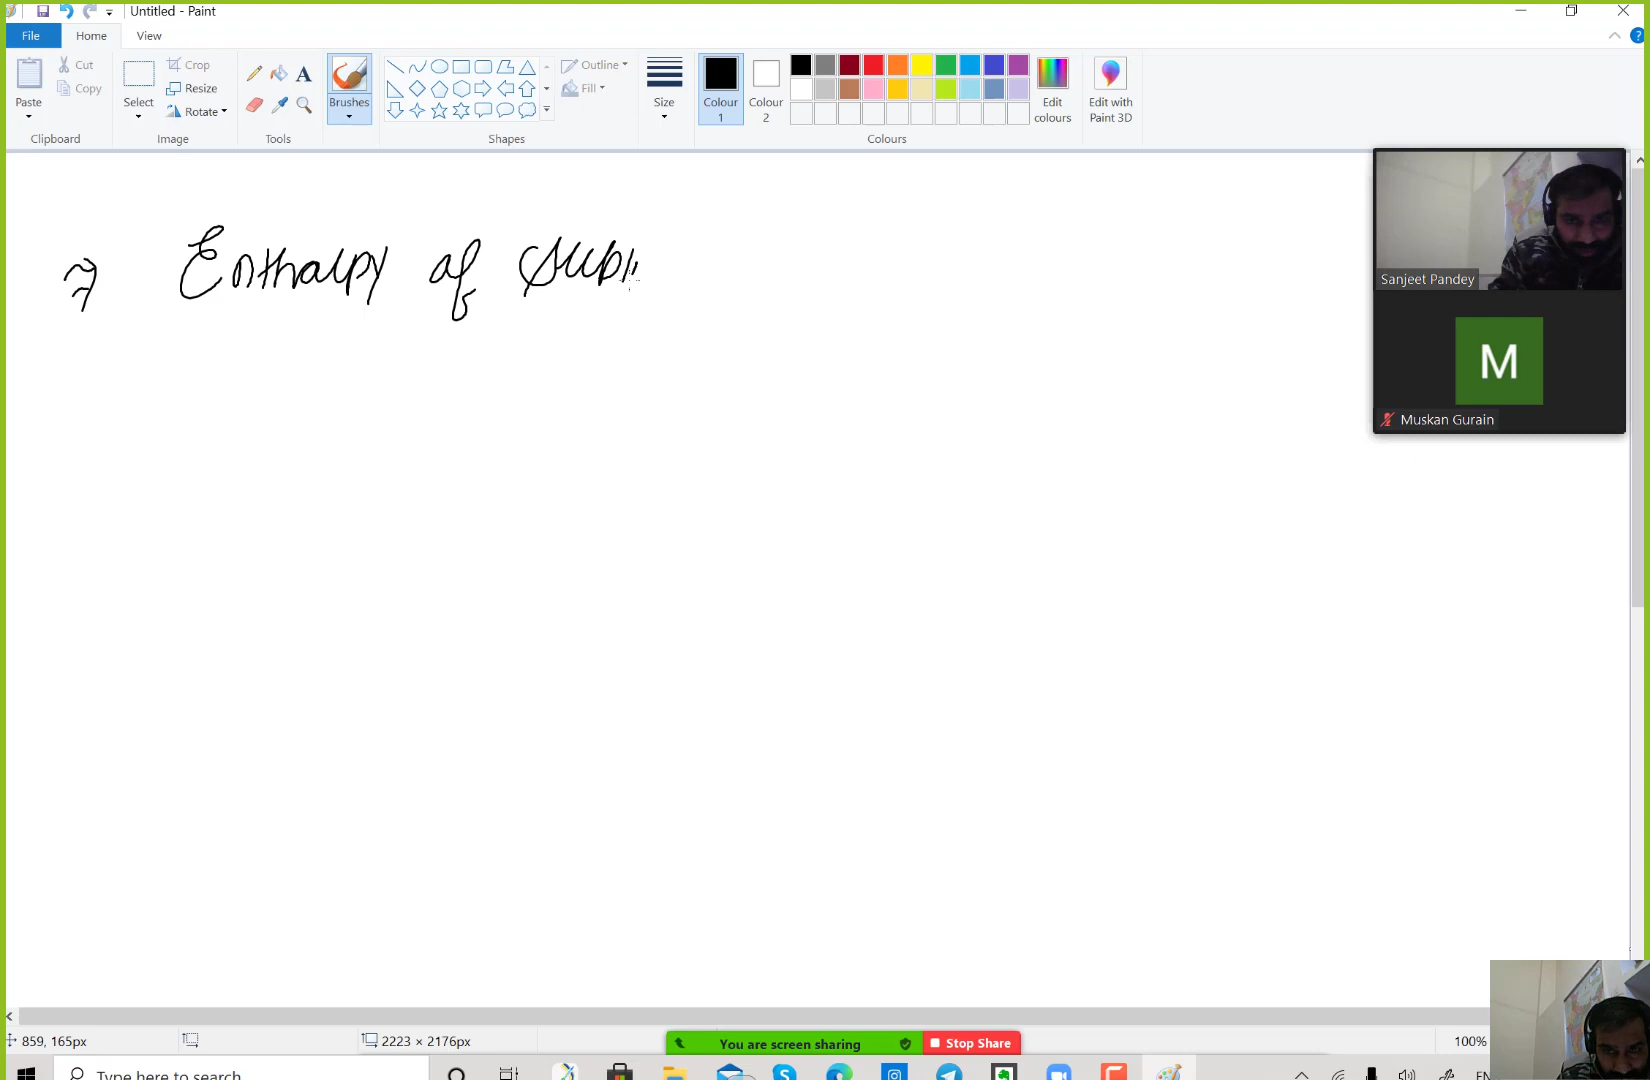 Untitled - Paint
File Home View
Paste
Cut
Copy
Clipboard
Select
Crop
Resize
Rotate
Image
Tools
A
Brushes
Shapes
Outline
Fill
Size
Colour 1
Colour 2
Edit colours
Edit with Paint 3D
Colours
Enthalpy of
Sanjeet Pandey
M
Muskan Gurain
859, 165px
2223 × 2176px
You are screen sharing
Stop Share
100%
Type here to search